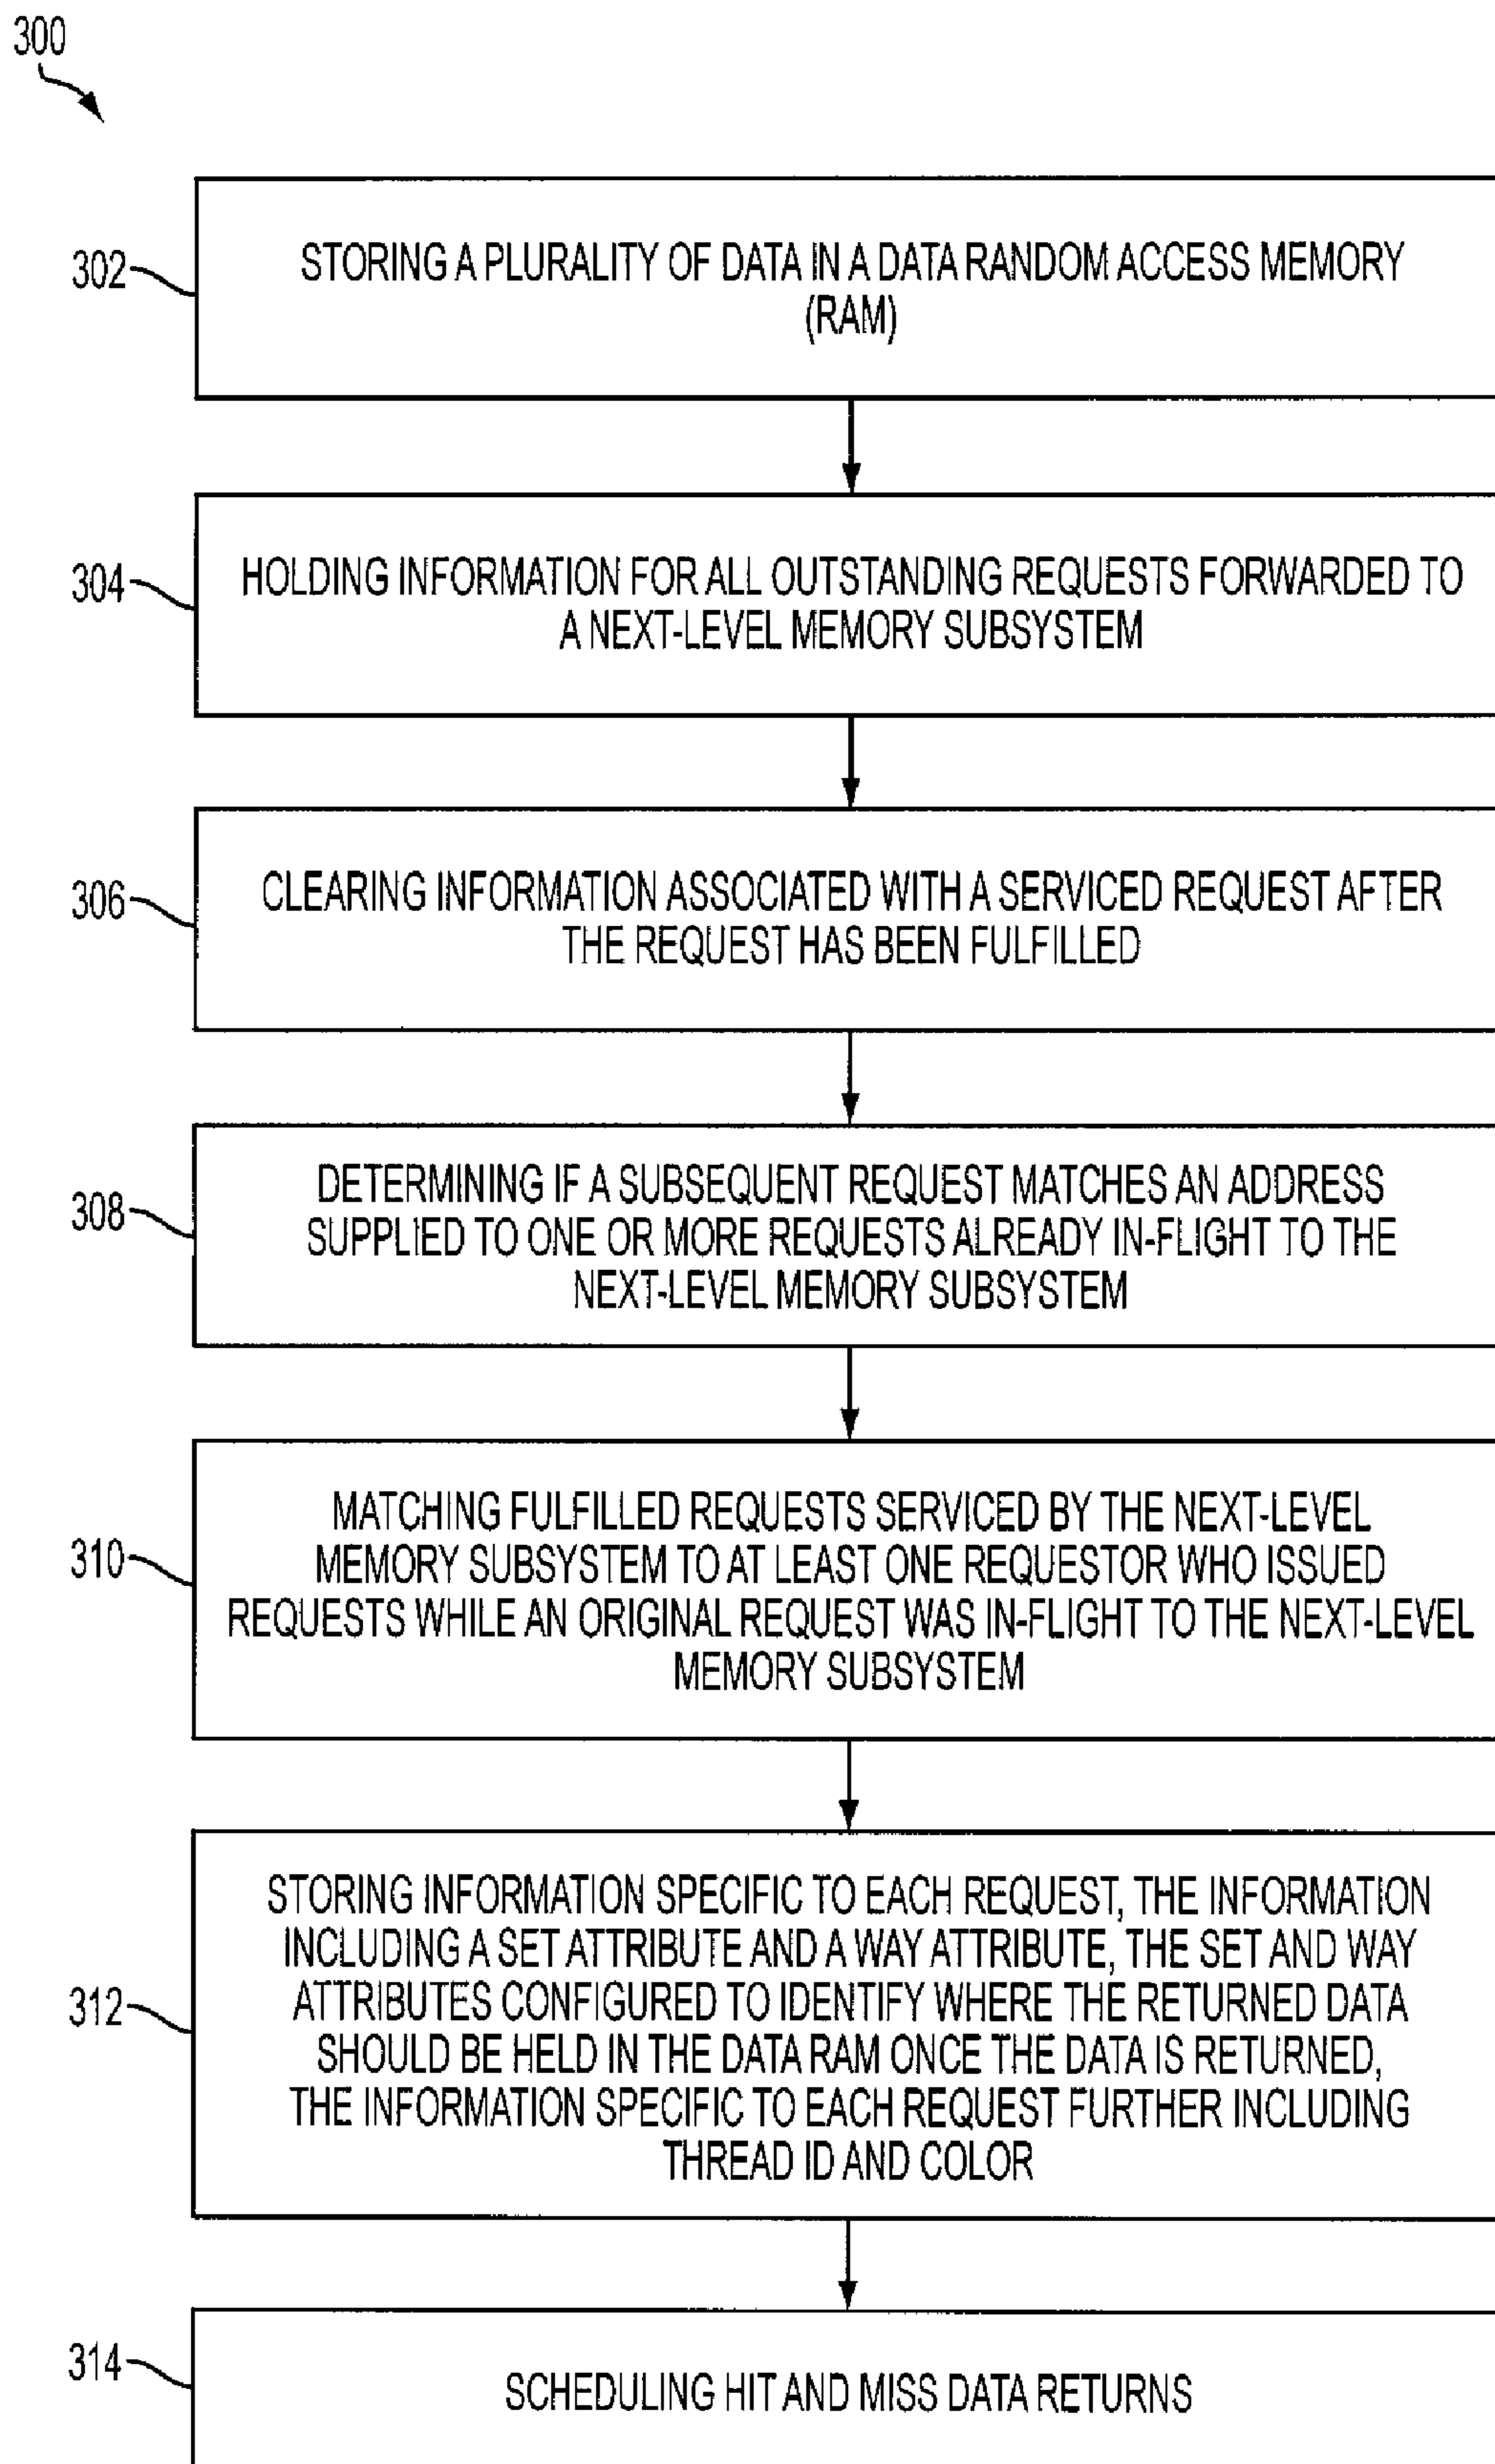 300
302
STORING A PLURALITY OF DATA IN A DATA RANDOM ACCESS MEMORY
(RAM)
304
HOLDING INFORMATION FOR ALL OUTSTANDING REQUESTS FORWARDED TO
A NEXT-LEVEL MEMORY SUBSYSTEM
306
CLEARING INFORMATION ASSOCIATED WITH A SERVICED REQUEST AFTER
THE REQUEST HAS BEEN FULFILLED
308
DETERMINING IF A SUBSEQUENT REQUEST MATCHES AN ADDRESS
SUPPLIED TO ONE OR MORE REQUESTS ALREADY IN-FLIGHT TO THE
NEXT-LEVEL MEMORY SUBSYSTEM
310
MATCHING FULFILLED REQUESTS SERVICED BY THE NEXT-LEVEL
MEMORY SUBSYSTEM TO AT LEAST ONE REQUESTOR WHO ISSUED
REQUESTS WHILE AN ORIGINAL REQUEST WAS IN-FLIGHT TO THE NEXT-LEVEL
MEMORY SUBSYSTEM
312
STORING INFORMATION SPECIFIC TO EACH REQUEST, THE INFORMATION
INCLUDING A SET ATTRIBUTE AND A WAY ATTRIBUTE, THE SET AND WAY
ATTRIBUTES CONFIGURED TO IDENTIFY WHERE THE RETURNED DATA
SHOULD BE HELD IN THE DATA RAM ONCE THE DATA IS RETURNED,
THE INFORMATION SPECIFIC TO EACH REQUEST FURTHER INCLUDING
THREAD ID AND COLOR
314
SCHEDULING HIT AND MISS DATA RETURNS